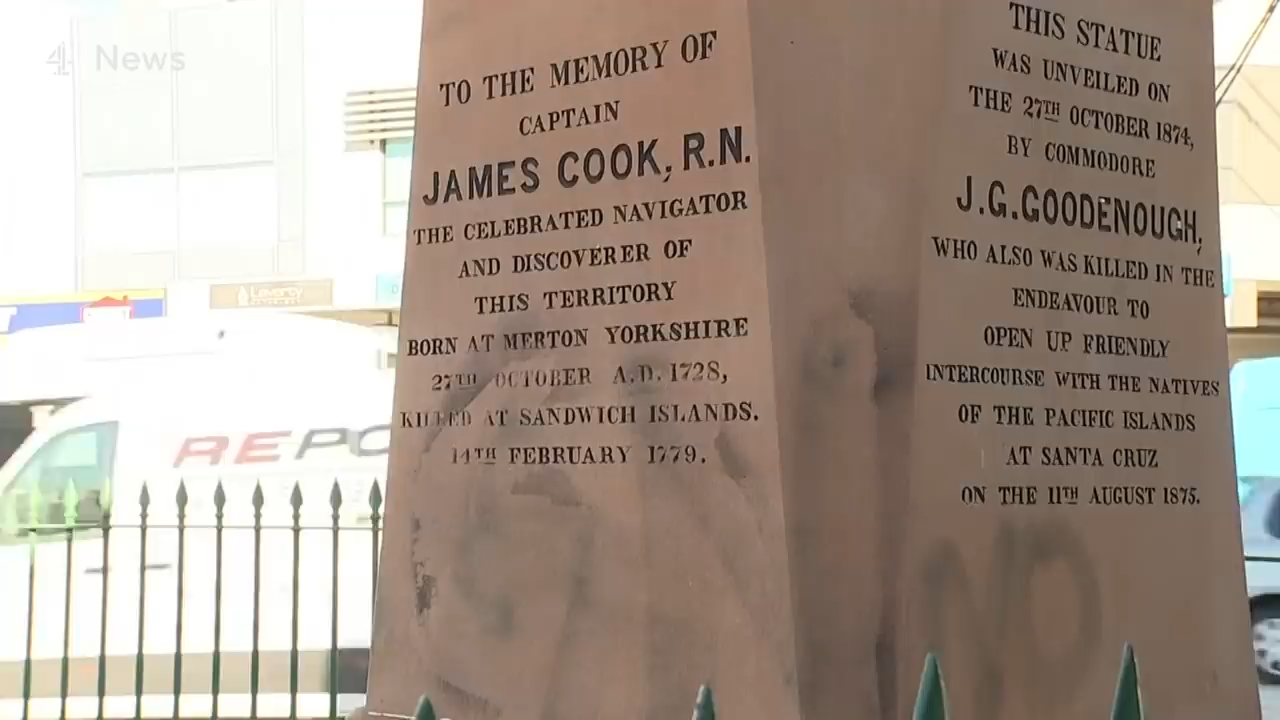 4 News
TO THE MEMORY OF
CAPTAIN
JAMES COOK, R.N.
THE CELEBRATED NAVIGATOR
AND DISCOVERER OF
THIS TERRITORY
BORN AT MERTON YORKSHIRE
27TH OCTOBER A.D. 1728,
KILLED AT SANDWICH ISLANDS.
14TH FEBRUARY 1779.
THIS STATUE
WAS UNVEILED ON
THE 27TH OCTOBER 1874,
BY COMMODORE
J.G.GOODENOUGH,
WHO ALSO WAS KILLED IN THE
ENDEAVOUR TO
OPEN UP FRIENDLY
INTERCOURSE WITH THE NATIVES
OF THE PACIFIC ISLANDS
AT SANTA CRUZ
ON THE 11TH AUGUST 1875.
NO
Leverty
REPO